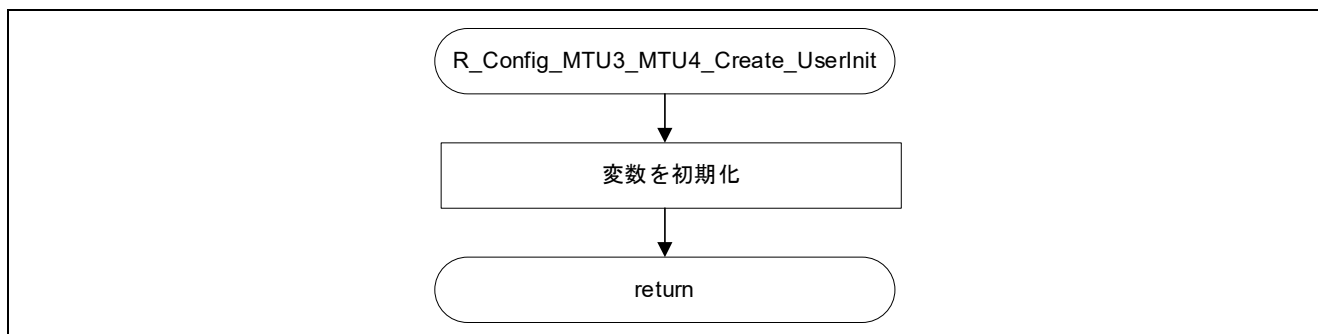 R_Config_MTU3_MTU4_Create_UserInit
変数を初期化
return